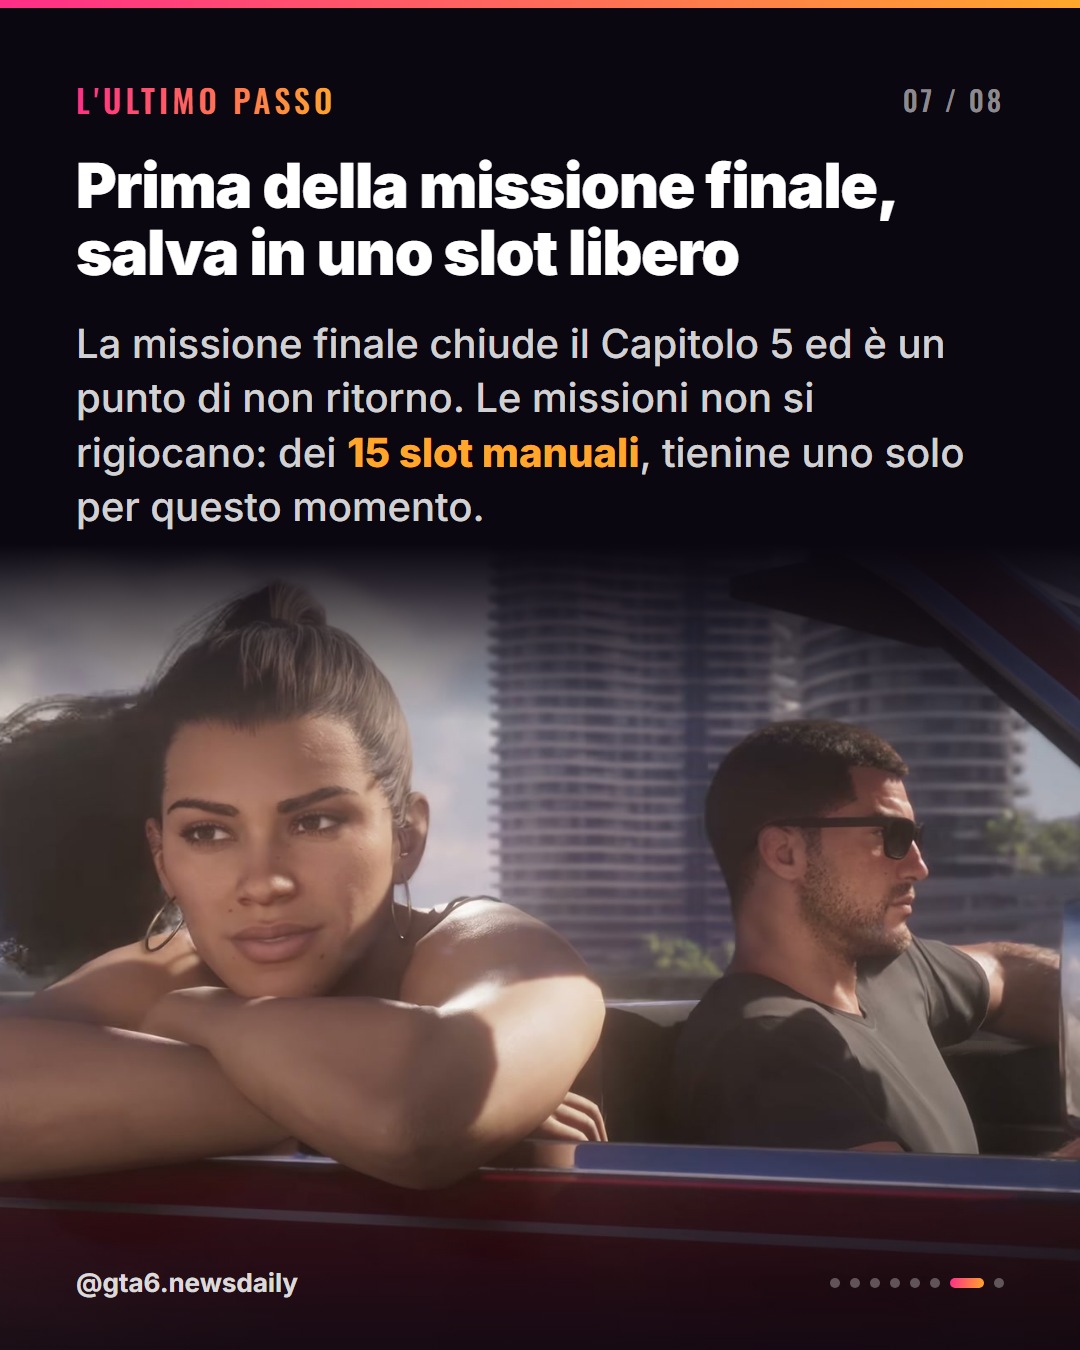 L'ULTIMO PASSO
07 / 08
Prima della missione finale,
salva in uno slot libero
La missione finale chiude il Capitolo 5 ed è un
punto di non ritorno. Le missioni non si
rigiocano: dei 15 slot manuali, tienine uno solo
per questo momento.
@gta6.newsdaily